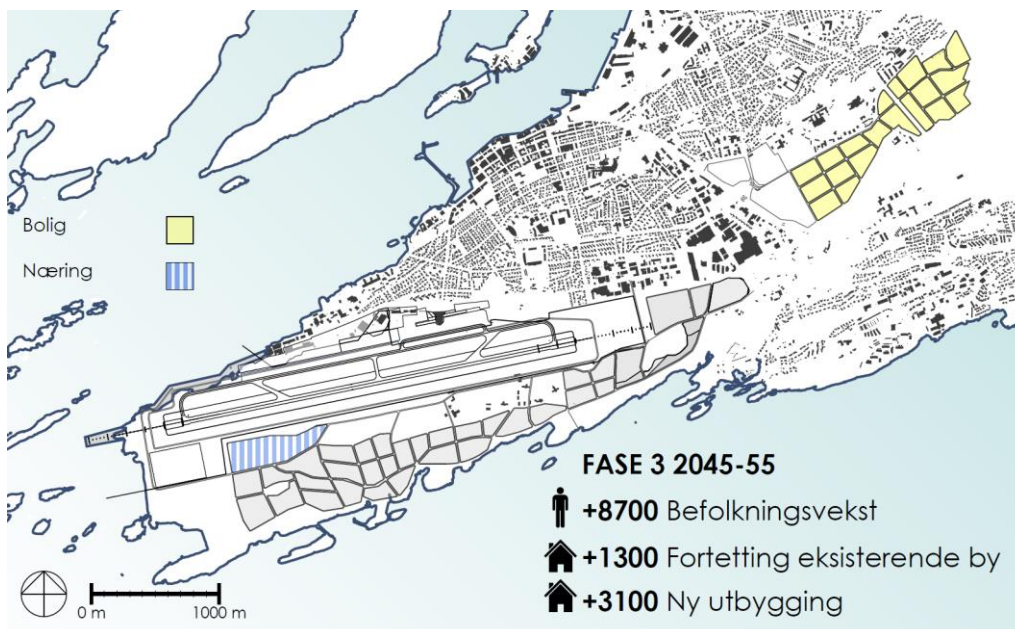 Bolig
Næring
FASE 3 2045-55
+8700 Befolkningsvekst
+1300 Fortetting eksisterende by
+3100 Ny utbygging
0 m 1000 m